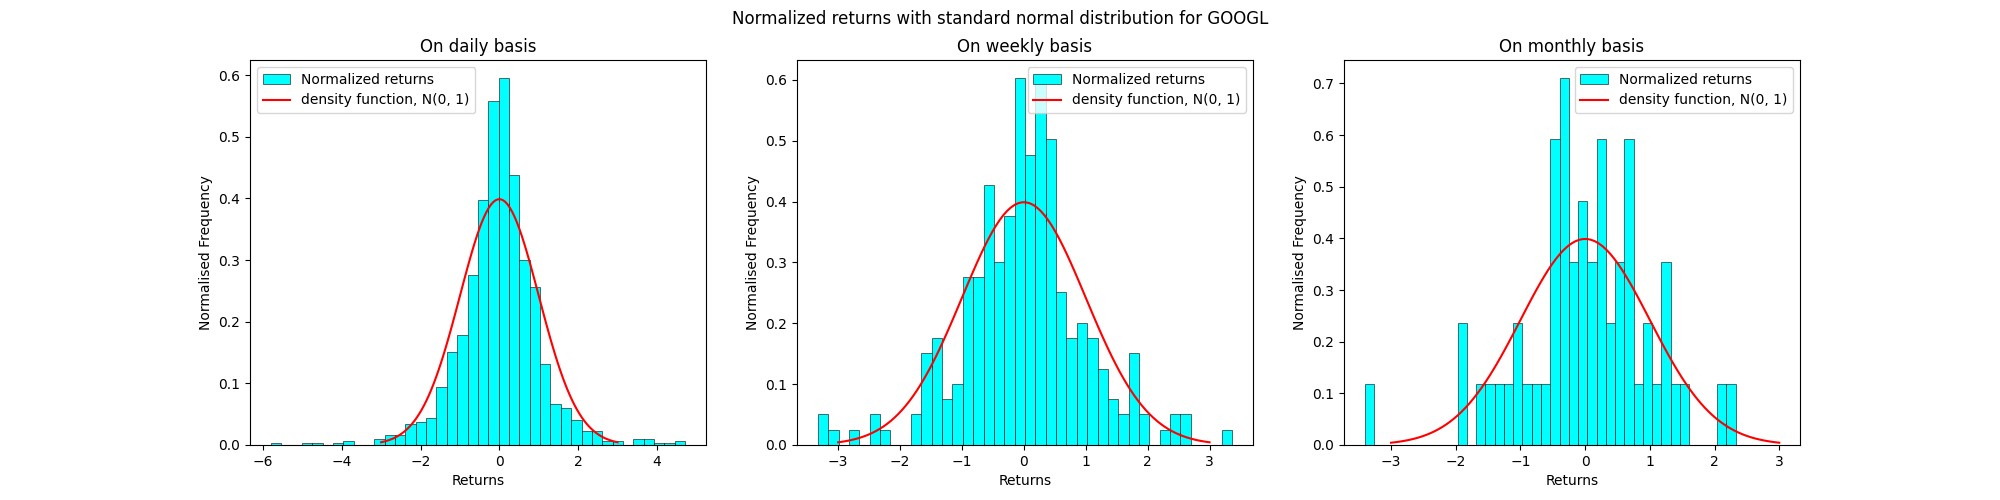 Normalized returns with standard normal distribution for GOOGL
On daily basis
Normalized returns
density function, N(0, 1)
Normalised Frequency
0.6
0.5
0.4
0.3
0.2
0.1
0.0
−6 −4 −2 0 2 4
Returns
On weekly basis
Normalized returns
density function, N(0, 1)
Normalised Frequency
0.6
0.5
0.4
0.3
0.2
0.1
0.0
−3 −2 −1 0 1 2 3
Returns
On monthly basis
Normalized returns
density function, N(0, 1)
Normalised Frequency
0.7
0.6
0.5
0.4
0.3
0.2
0.1
0.0
−3 −2 −1 0 1 2 3
Returns